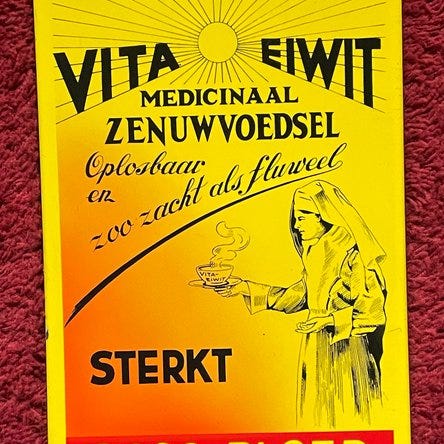 VITA EIWIT
MEDICINAAL
ZENUWVOEDSEL
Oplosbaar
en
zoo zacht als fluweel
VITA-
EIWIT
STERKT